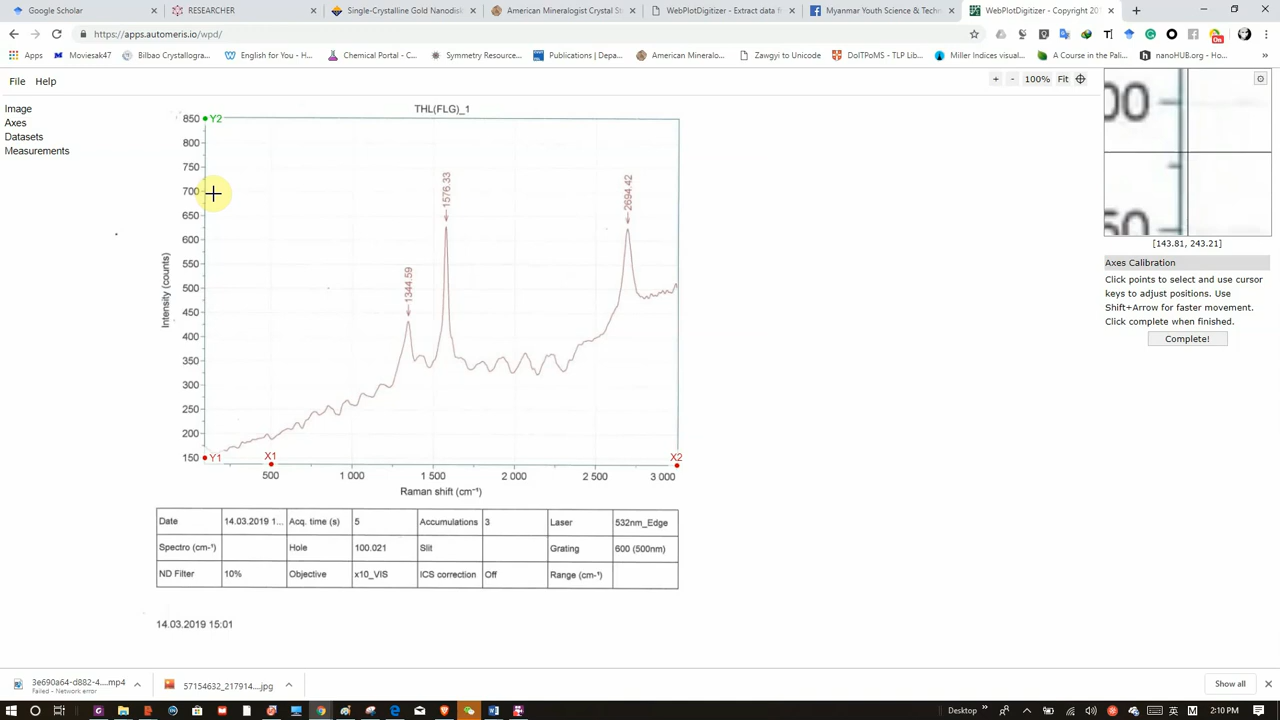 Google Scholar
RESEARCHER
Single-Crystalline Gold Nanodisk
American Mineralogist Crystal St
WebPlotDigitizer - Extract data fi
Myanmar Youth Science & Techn
WebPlotDigitizer - Copyright 201
https://apps.automeris.io/wpd/
Apps
Moviesak47
Bilbao Crystallogra...
English for You - H...
Chemical Portal - C...
Symmetry Resource...
Publications | Depa...
American Mineralo...
Zawgyi to Unicode
DoITPoMS - TLP Lib...
Miller Indices visual...
A Course in the Pali...
nanoHUB.org - Ho...
File
Help
+
-
100%
Fit
Image
Axes
Datasets
Measurements
THL(FLG)_1
850
Y2
800
750
700
650
600
550
500
450
400
350
300
250
200
150
Y1
Intensity (counts)
1344.59
1576.33
2694.42
X1
X2
500
1 000
1 500
2 000
2 500
3 000
Raman shift (cm⁻¹)
Date
14.03.2019 1...
Acq. time (s)
5
Accumulations
3
Laser
532nm_Edge
Spectro (cm-¹)
Hole
100.021
Slit
Grating
600 (500nm)
ND Filter
10%
Objective
x10_VIS
ICS correction
Off
Range (cm-¹)
14.03.2019 15:01
00
50
[143.81, 243.21]
Axes Calibration
Click points to select and use cursor
keys to adjust positions. Use
Shift+Arrow for faster movement.
Click complete when finished.
Complete!
3e690a64-d882-4....mp4
Failed - Network error
57154632_217914....jpg
Show all
Desktop
英
M
2:10 PM